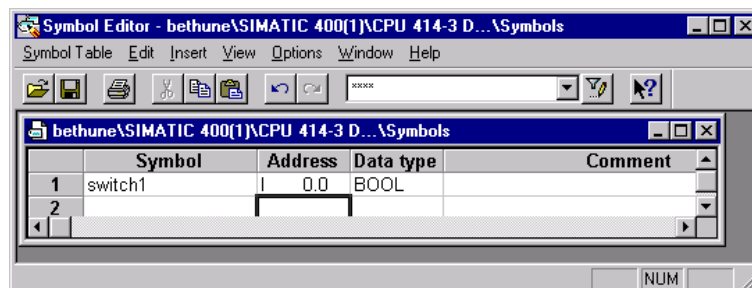 Symbol Editor - bethune\SIMATIC 400(1)\CPU 414-3 D...\Symbols
Symbol Table Edit Insert View Options Window Help
****
bethune\SIMATIC 400(1)\CPU 414-3 D...\Symbols
Symbol Address Data type Comment
1 switch1 I 0.0 BOOL
2
NUM